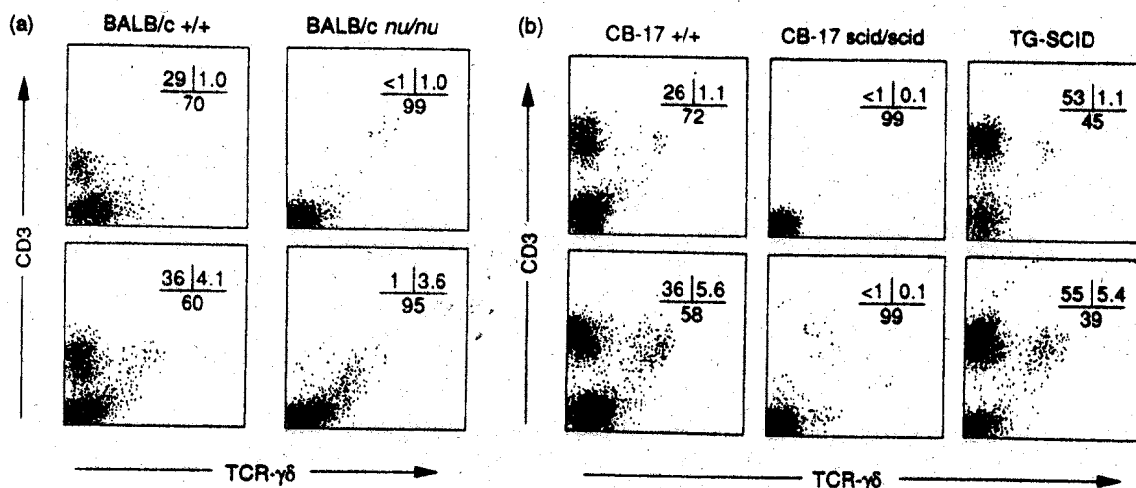 (a)
BALB/c +/+
BALB/c nu/nu
(b)
CB-17 +/+
CB-17 scid/scid
TG-SCID
29 1.0
70
<1 1.0
99
26 1.1
72
<1 0.1
99
53 1.1
45
CD3
CD3
36 4.1
60
1 3.6
95
36 5.6
58
<1 0.1
99
55 5.4
39
TCR-γδ
TCR-γδ